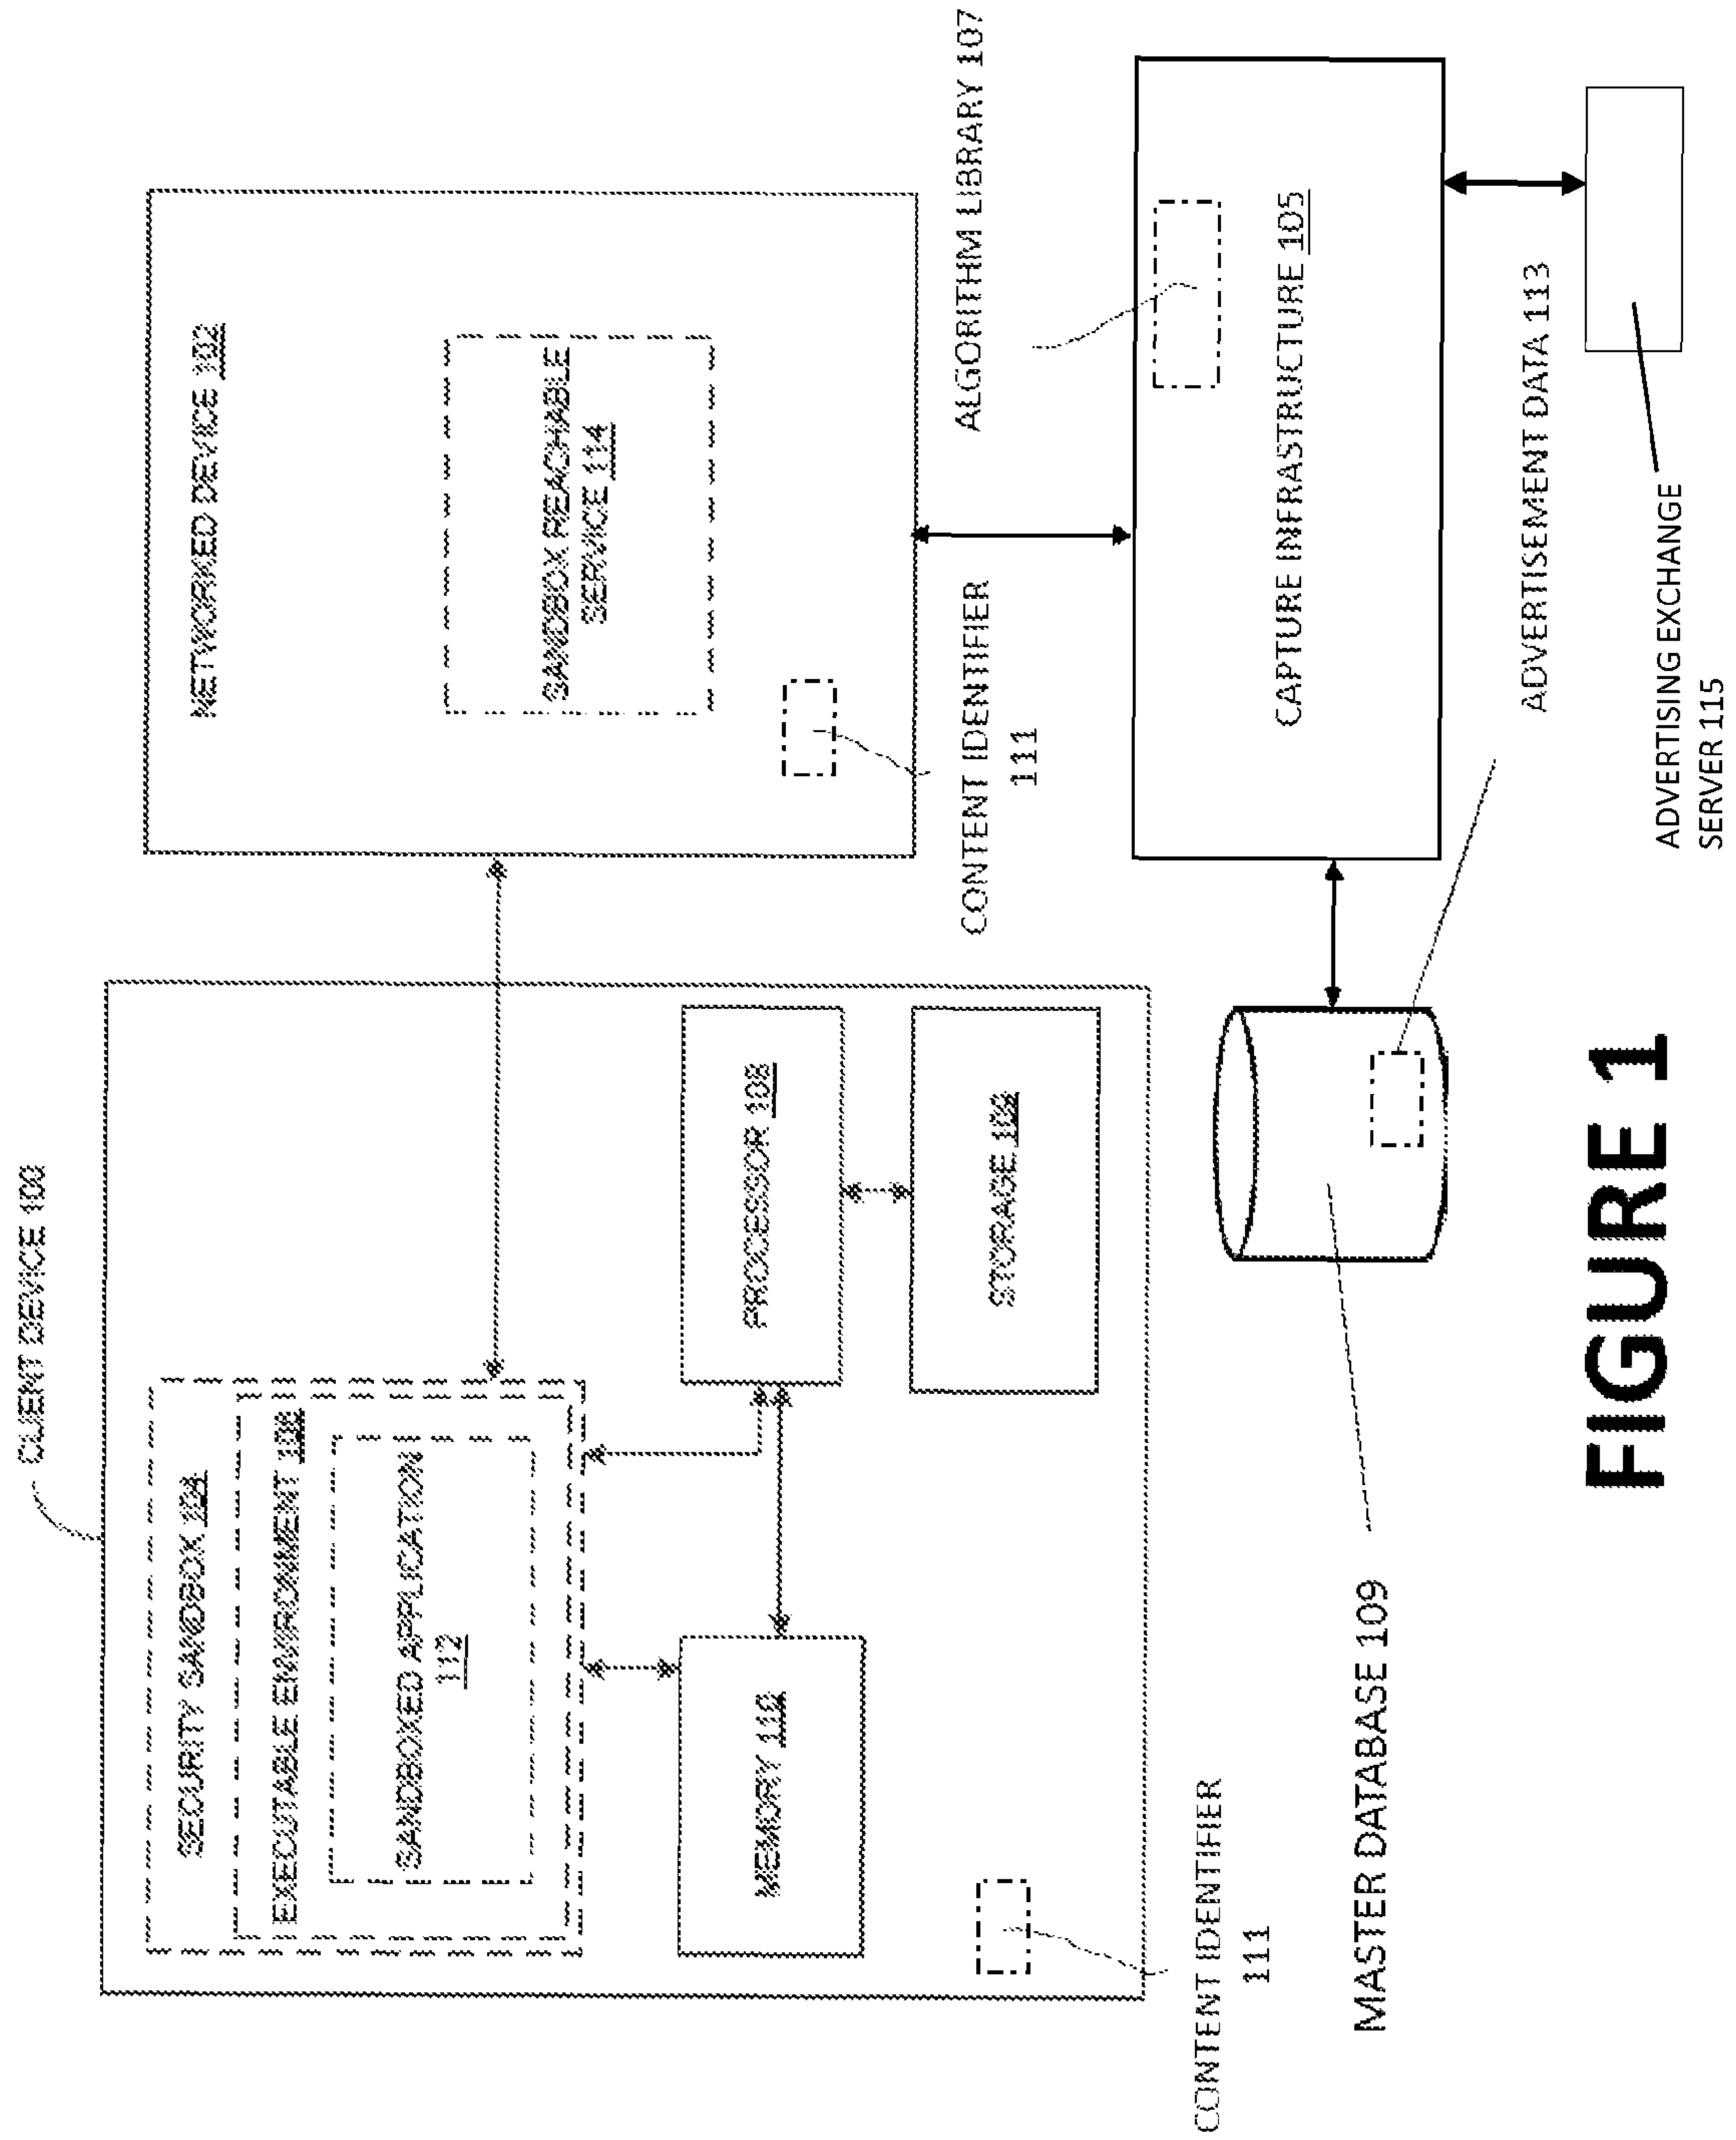 CLIENT DEVICE 100
SECURITY SANDBOX 104
EXECUTABLE ENVIRONMENT 106
SANDBOXED APPLICATION
112
MEMORY 110
PROCESSOR 108
STORAGE 109
CONTENT IDENTIFIER
111
NETWORKED DEVICE 102
SANDBOX REACHABLE
SERVICE 114
CONTENT IDENTIFIER
111
ALGORITHM LIBRARY 107
CAPTURE INFRASTRUCTURE 105
MASTER DATABASE 109
ADVERTISEMENT DATA 113
ADVERTISING EXCHANGE
SERVER 115
FIGURE 1